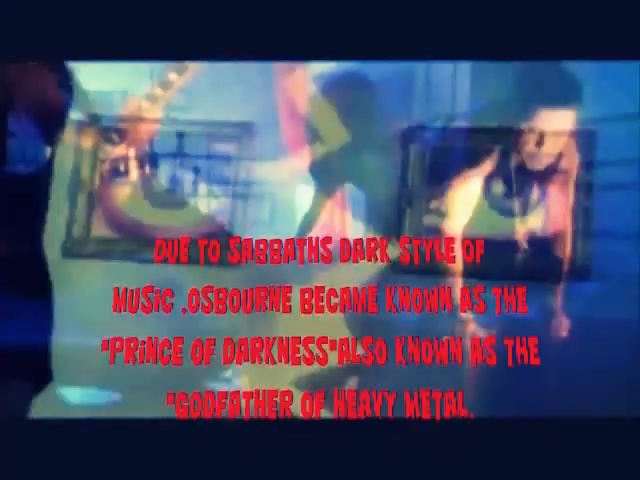 DUE TO SABBATHS DARK STYLE OF
MUSIC ,OSBOURNE BECAME KNOWN AS THE
"PRINCE OF DARKNESS"ALSO KNOWN AS THE
"GODFATHER OF HEAVY METAL.